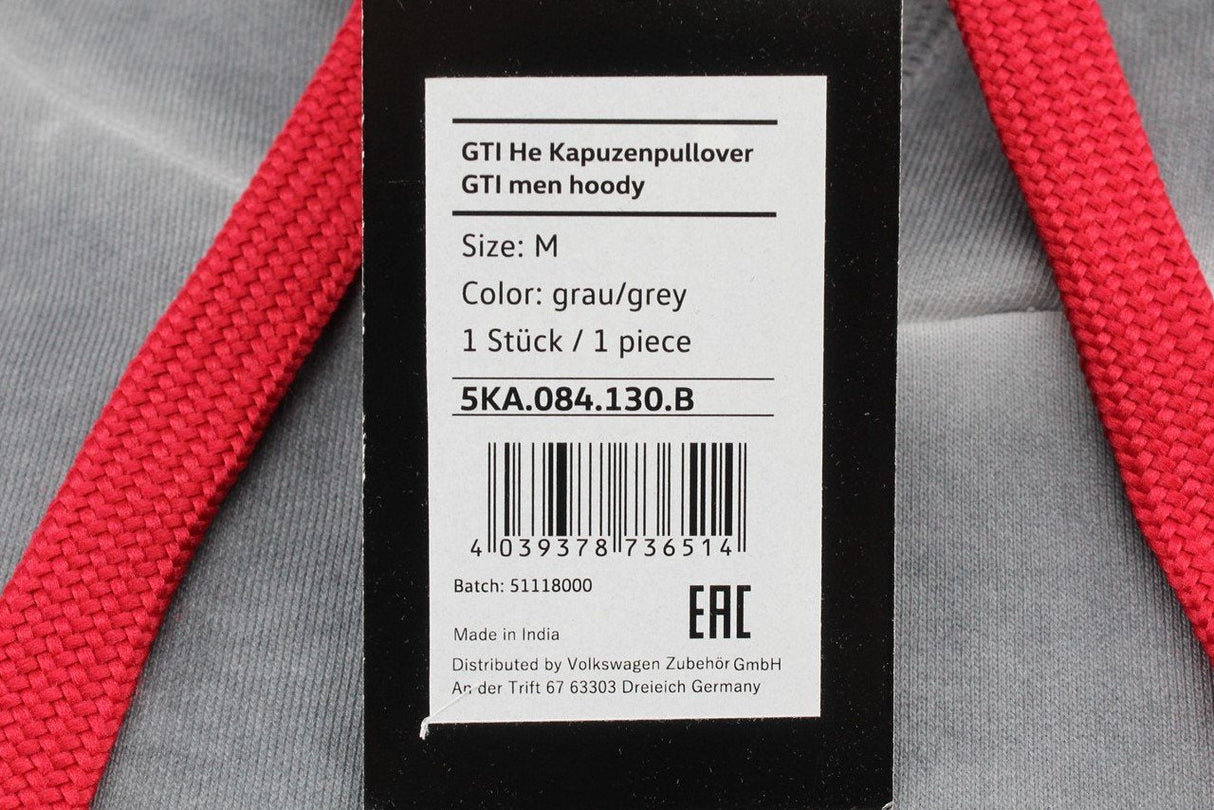 GTI He Kapuzenpullover
GTI men hoody
Size: M
Color: grau/grey
1 Stück / 1 piece
5KA.084.130.B
4 039378 736514
Batch: 51118000
EAC
Made in India
Distributed by Volkswagen Zubehör GmbH
An der Trift 67 63303 Dreieich Germany